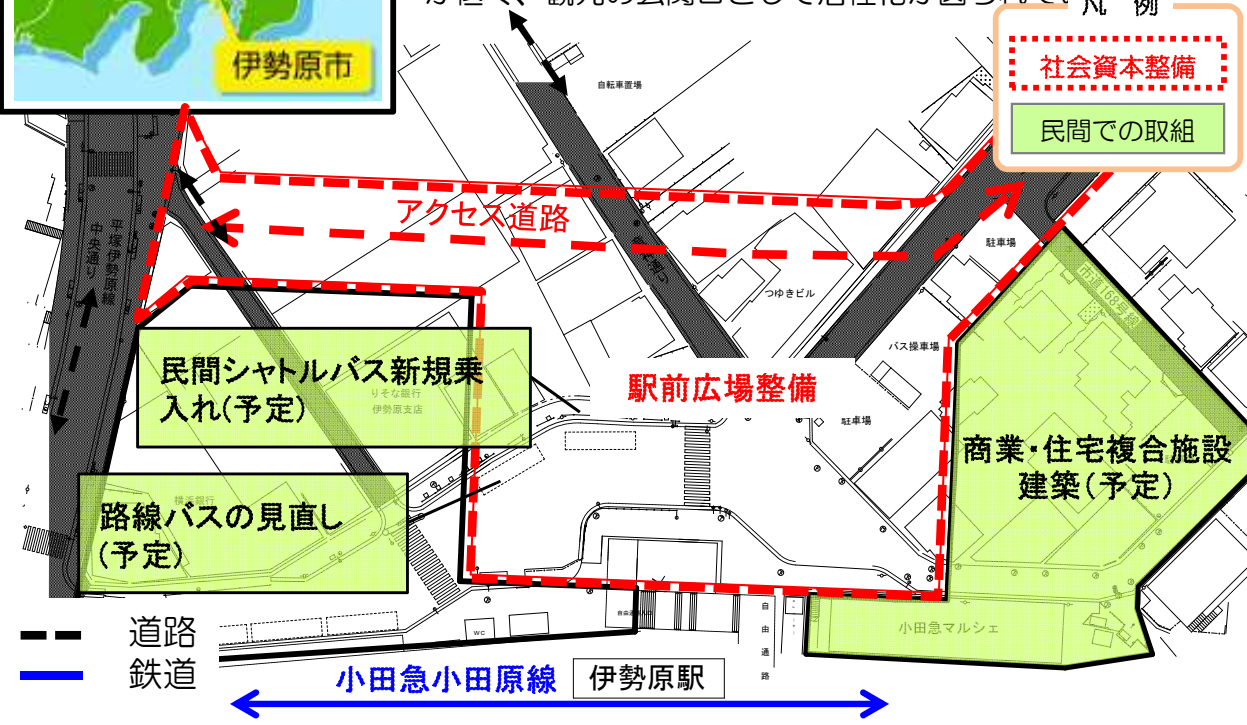 凡 例
社会資本整備
民間での取組
伊勢原市
自転車置場
アクセス道路
平塚伊勢原線
中央通り
駐車場
つゆきビル
市道168号線
バス操車場
民間シャトルバス新規乗
入れ(予定)
りそな銀行
伊勢原支店
駅前広場整備
駐車場
商業・住宅複合施設
建築(予定)
横浜銀行
路線バスの見直し
(予定)
自由通路
小田急マルシェ
WC
道路
鉄道
小田急小田原線
伊勢原駅